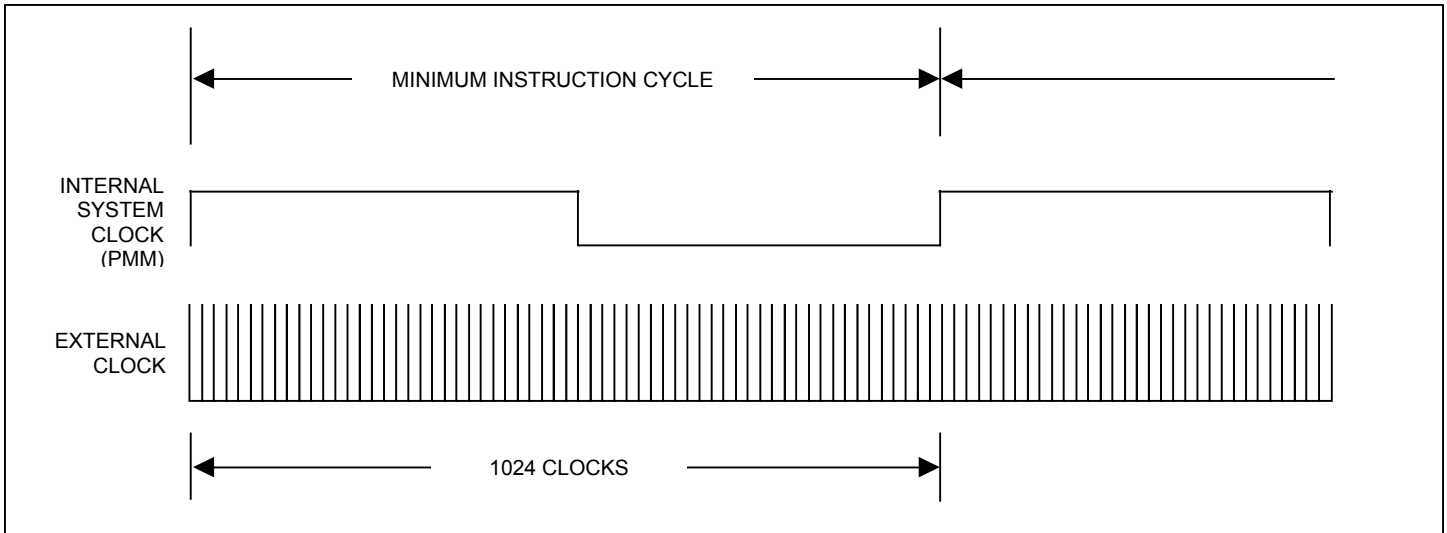 MINIMUM INSTRUCTION CYCLE
INTERNAL
SYSTEM
CLOCK
(PMM)
EXTERNAL
CLOCK
1024 CLOCKS